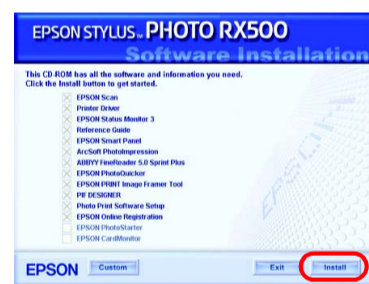 EPSON STYLUS™ PHOTO RX500
Software Installation
This CD-ROM has all the software and information you need.
Click the Install button to get started.
EPSON Scan
Printer Driver
EPSON Status Monitor 3
Reference Guide
EPSON Smart Panel
ArcSoft PhotoImpression
ABBYY FineReader 5.0 Sprint Plus
EPSON PhotoQuicker
EPSON PRINT Image Framer Tool
PIF DESIGNER
Photo Print Software Setup
EPSON Online Registration
EPSON PhotoStarter
EPSON CardMonitor
EPSON
EPSON Custom Exit Install